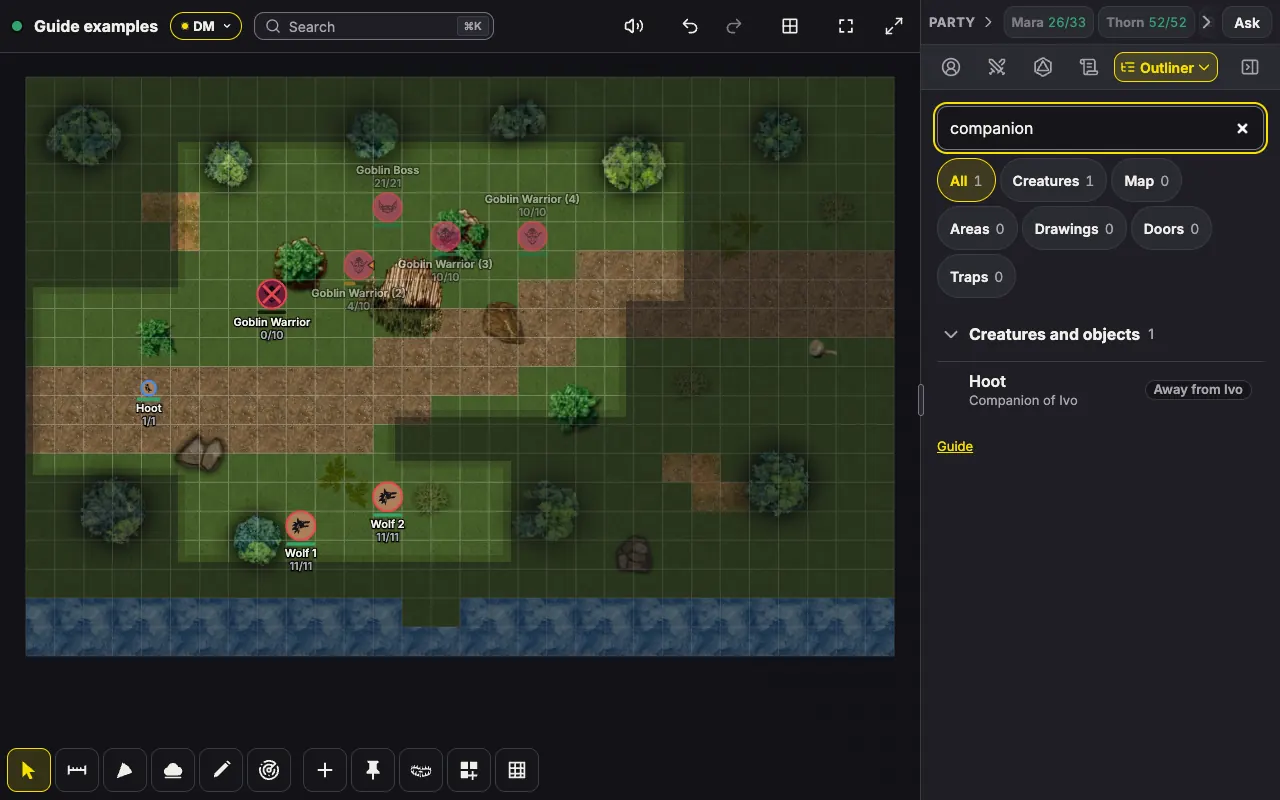 Guide examples
DM
Search
⌘K
PARTY
Mara 26/33
Thorn 52/52
Ask
Outliner
companion
All 1
Creatures 1
Map 0
Areas 0
Drawings 0
Doors 0
Traps 0
Creatures and objects 1
Hoot
Companion of Ivo
Away from Ivo
Guide
Goblin Boss
21/21
Goblin Warrior (4)
10/10
Goblin Warrior (3)
10/10
Goblin Warrior (2)
4/10
Goblin Warrior
0/10
Hoot
1/1
Wolf 2
11/11
Wolf 1
11/11